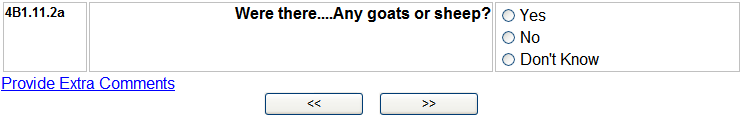 4B1.11.2a
Were there....Any goats or sheep?
Yes
No
Don't Know
Provide Extra Comments
<< >>